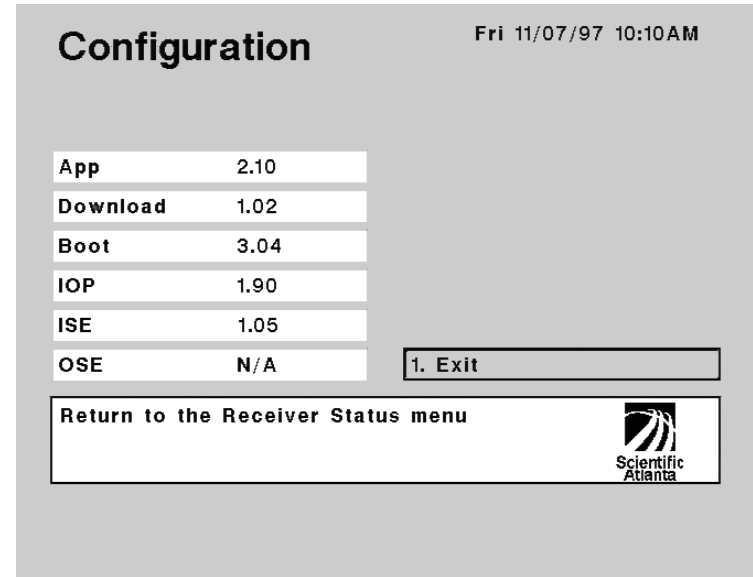 Configuration
Fri 11/07/97 10:10AM
App 2.10
Download 1.02
Boot 3.04
IOP 1.90
ISE 1.05
OSE N/A
1. Exit
Return to the Receiver Status menu
Scientific
Atlanta